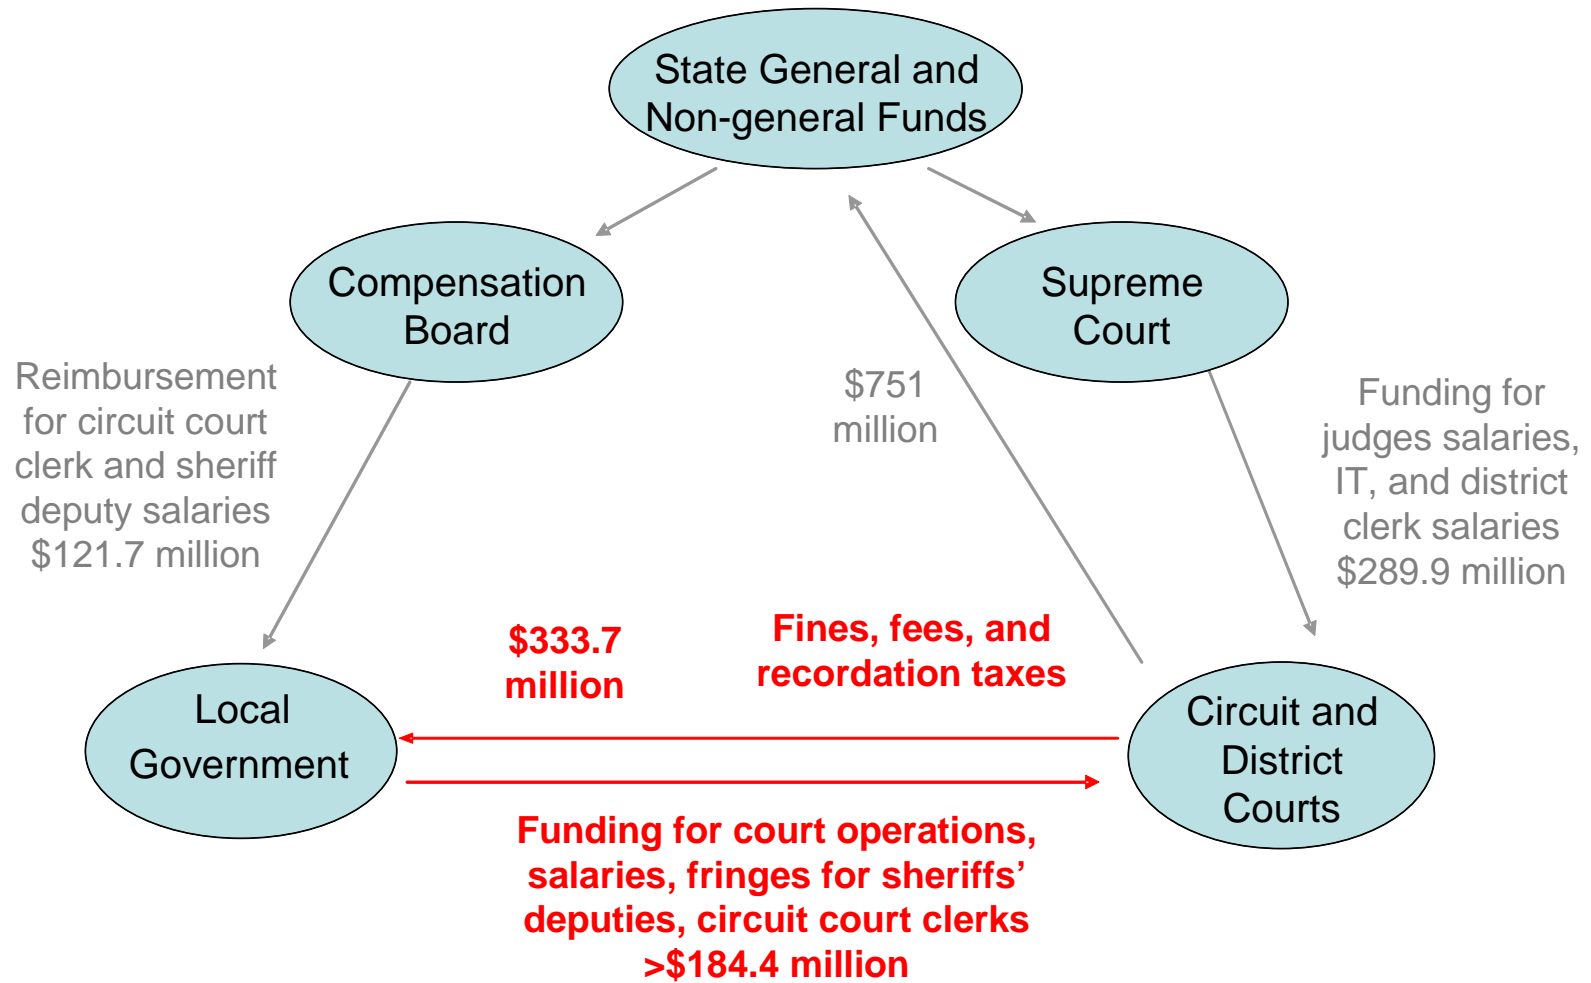 State General and
Non-general Funds
Compensation
Board
Supreme
Court
Reimbursement
for circuit court
clerk and sheriff
deputy salaries
$121.7 million
$751
million
Funding for
judges salaries,
IT, and district
clerk salaries
$289.9 million
$333.7
million
Fines, fees, and
recordation taxes
Local
Government
Circuit and
District
Courts
Funding for court operations,
salaries, fringes for sheriffs’
deputies, circuit court clerks
>$184.4 million